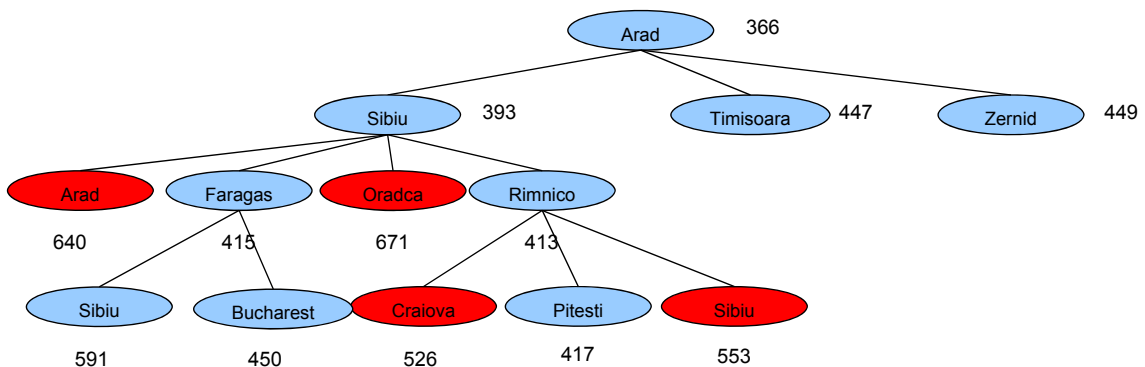 Arad 366
Sibiu 393 Timisoara 447 Zernid 449
Arad Faragas Oradca Rimnico
640 415 671 413
Sibiu Bucharest Craiova Pitesti Sibiu
591 450 526 417 553